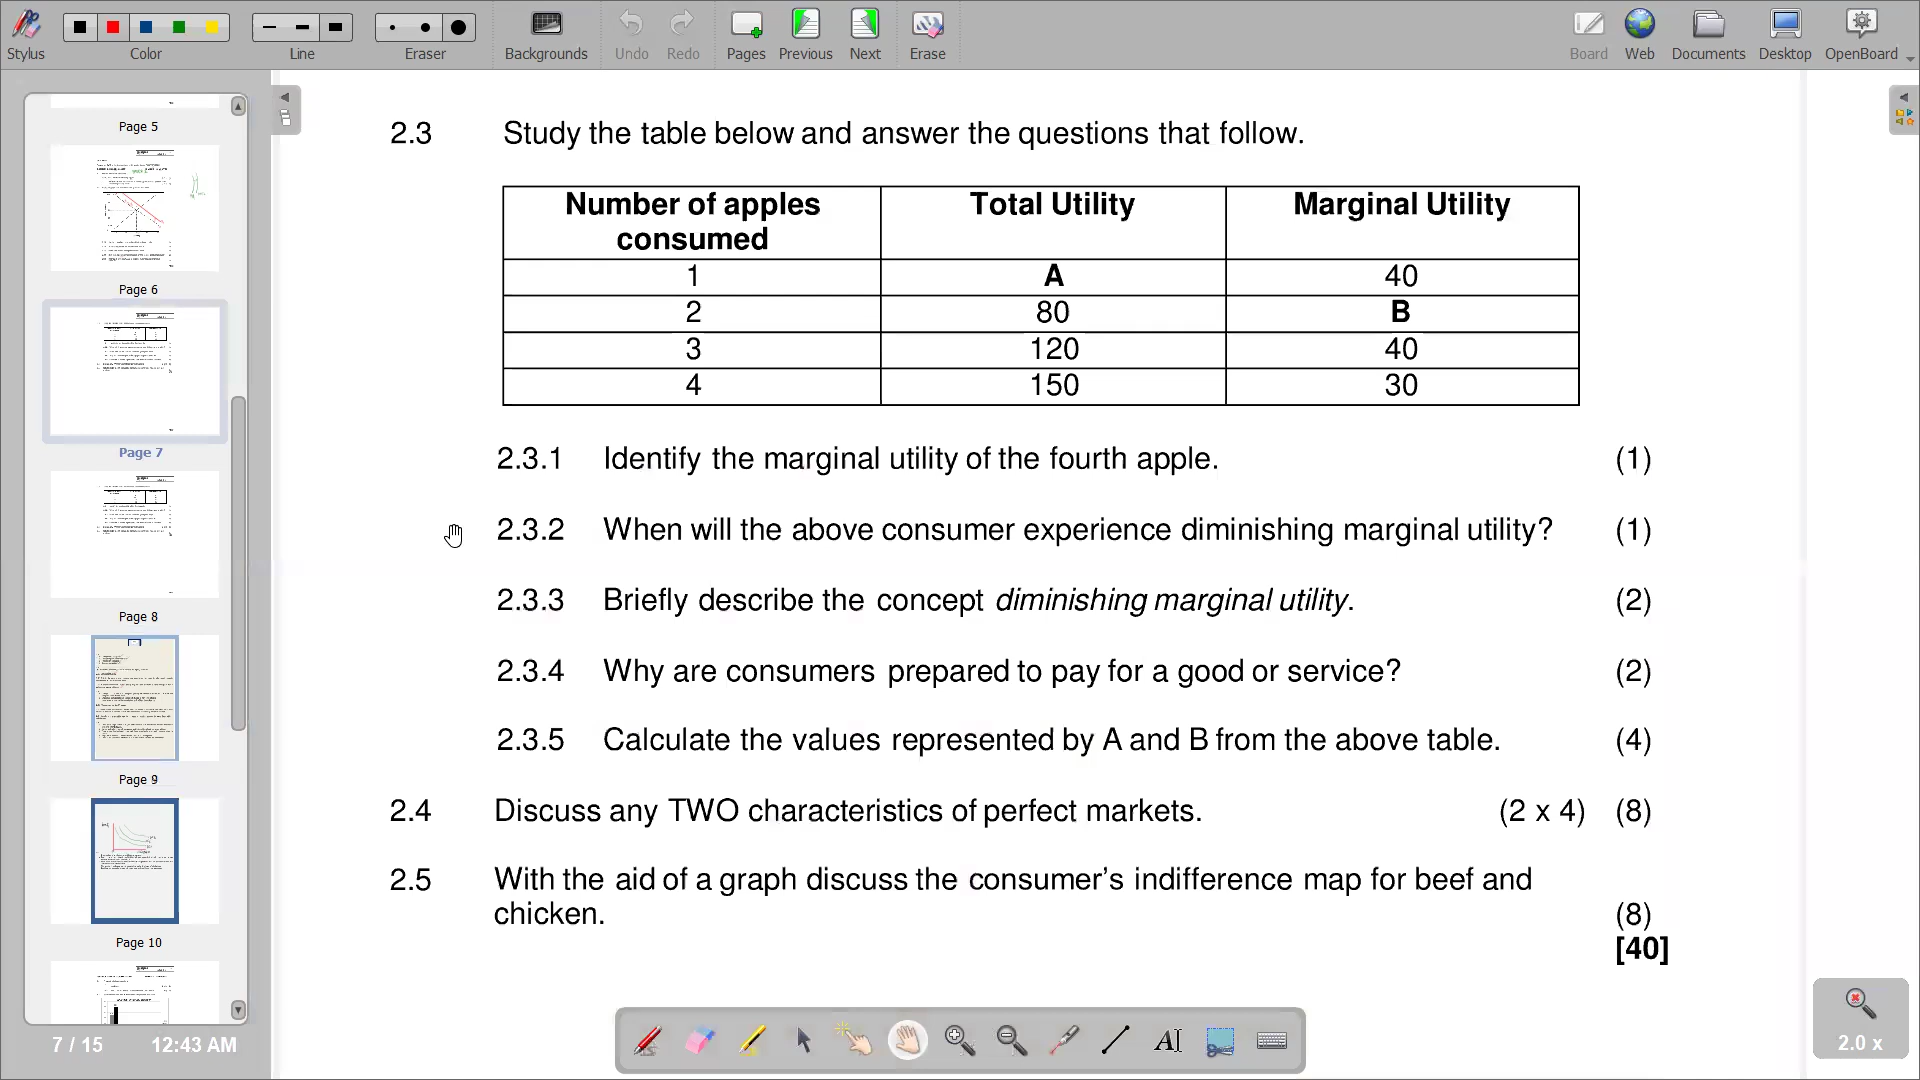 Stylus
Color
Line
Eraser
Backgrounds
Undo
Redo
Pages
Previous
Next
Erase
Board
Web
Documents
Desktop
OpenBoard
Page 5
Page 6
Page 7
Page 8
Page 9
Page 10
7 / 15 12:43 AM
2.3 Study the table below and answer the questions that follow.
Number of apples consumed Total Utility Marginal Utility
1 A 40
2 80 B
3 120 40
4 150 30
2.3.1 Identify the marginal utility of the fourth apple. (1)
2.3.2 When will the above consumer experience diminishing marginal utility? (1)
2.3.3 Briefly describe the concept diminishing marginal utility. (2)
2.3.4 Why are consumers prepared to pay for a good or service? (2)
2.3.5 Calculate the values represented by A and B from the above table. (4)
2.4 Discuss any TWO characteristics of perfect markets. (2 x 4) (8)
2.5 With the aid of a graph discuss the consumer's indifference map for beef and
chicken. (8)
[40]
AI
2.0 x